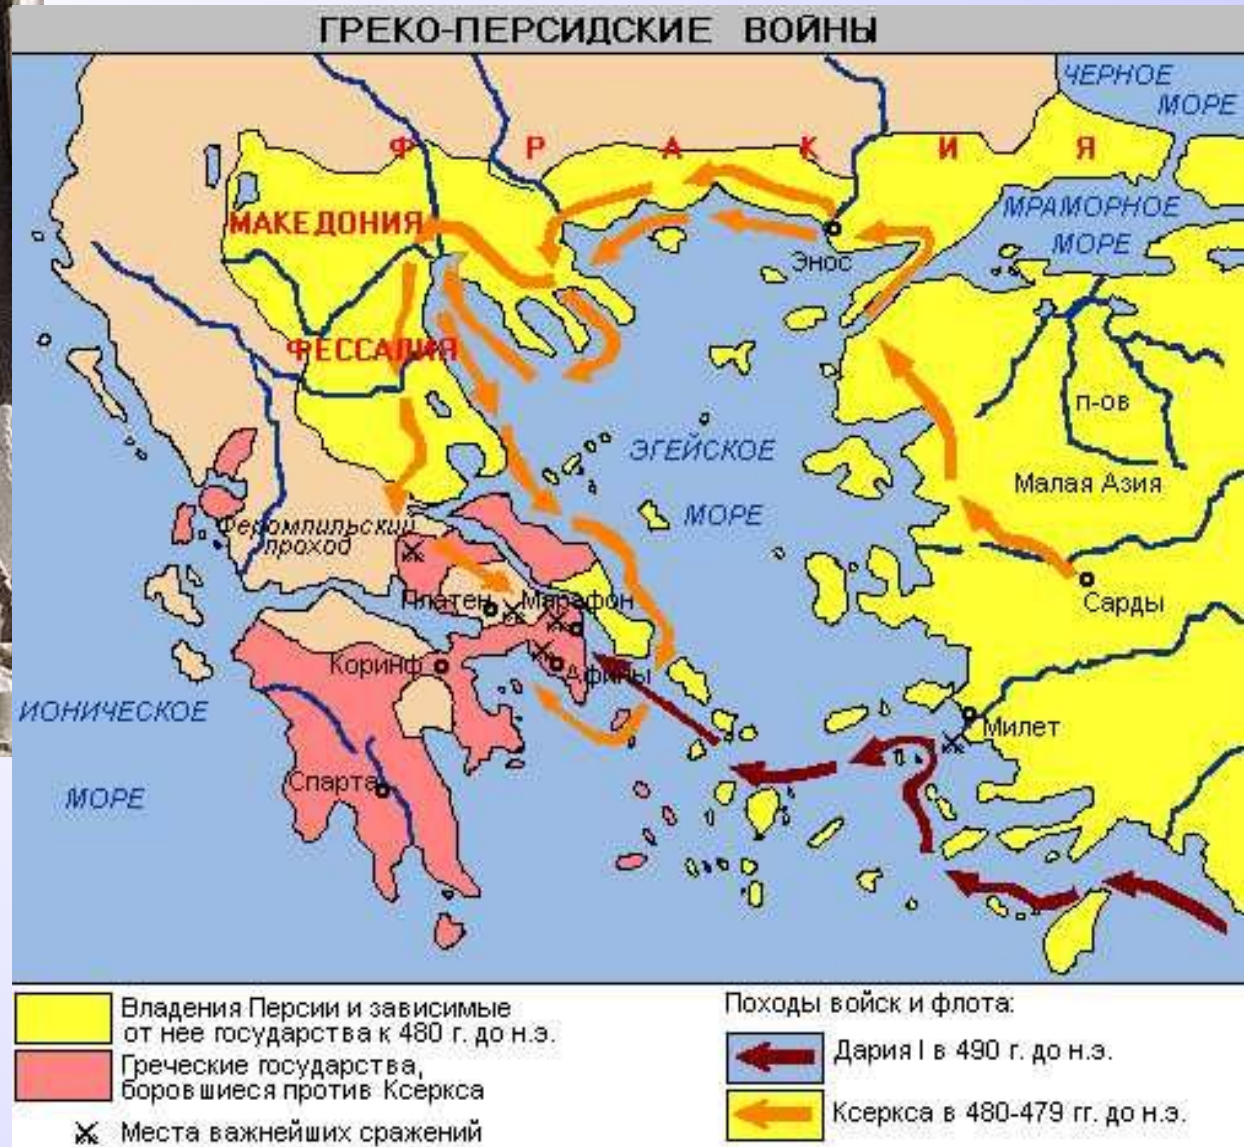 ГРЕКО-ПЕРСИДСКИЕ ВОЙНЫ
ЧЕРНОЕ
МОРЕ
Ф Р А К И Я
МАКЕДОНИЯ
МРАМОРНОЕ
МОРЕ
Энос
ФЕССАЛИЯ
п-ов
ЭГЕЙСКОЕ
Малая Азия
МОРЕ
Феромпильский
проход
Сарды
Платеи
Марафон
Коринф
Афины
ИОНИЧЕСКОЕ
Милет
Спарта
МОРЕ
Владения Персии и зависимые
от нее государства к 480 г. до н.э.
Греческие государства,
боровшиеся против Ксеркса
Места важнейших сражений
Походы войск и флота:
Дария I в 490 г. до н.э.
Ксеркса в 480-479 гг. до н.э.